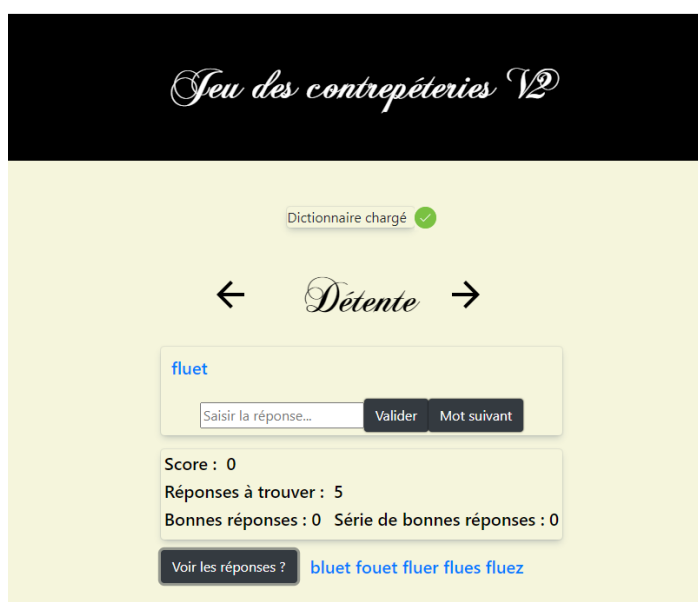 Jeu des contrepéteries V2
Dictionnaire chargé
Détente
fluet
Saisir la réponse... Valider Mot suivant
Score : 0
Réponses à trouver : 5
Bonnes réponses : 0 Série de bonnes réponses : 0
Voir les réponses ? bluet fouet fluer flues fluez